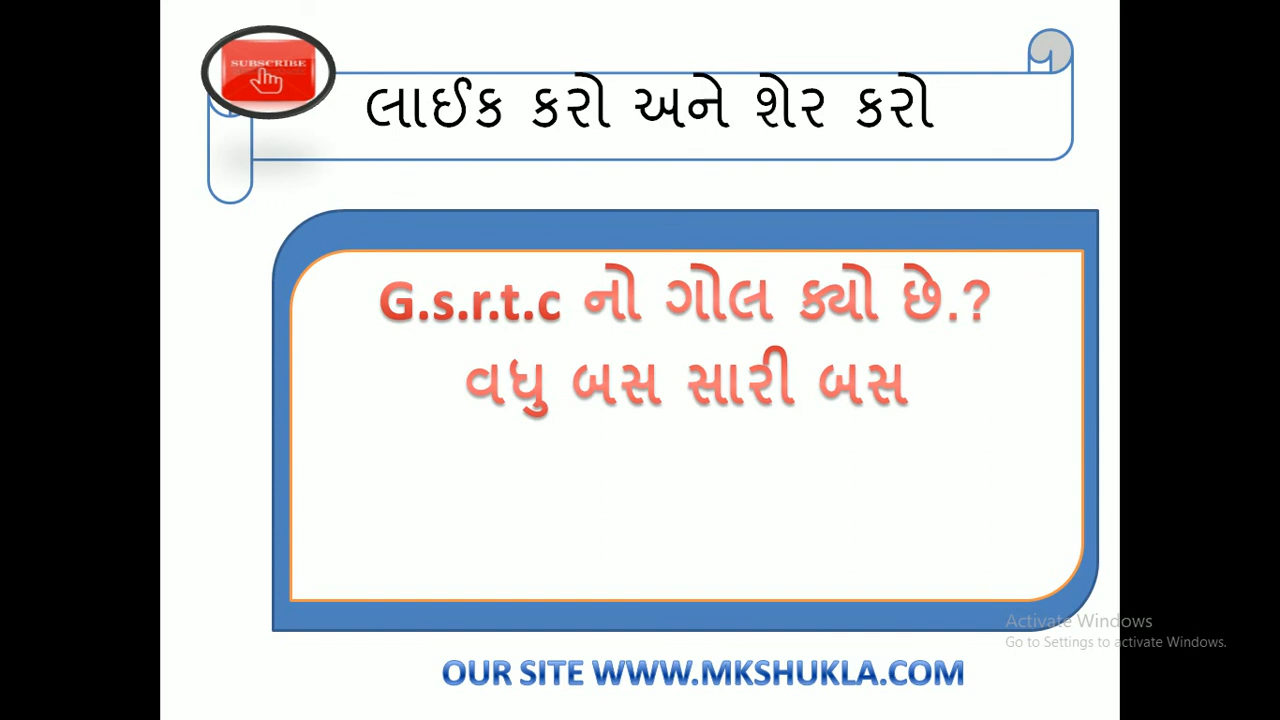 SUBSCRIBE
લાઈક કરો અને શેર કરો
G.s.r.t.c નો ગોલ ક્યો છે.?
વધુ બસ સારી બસ
Activate Windows
Go to Settings to activate Windows.
OUR SITE WWW.MKSHUKLA.COM